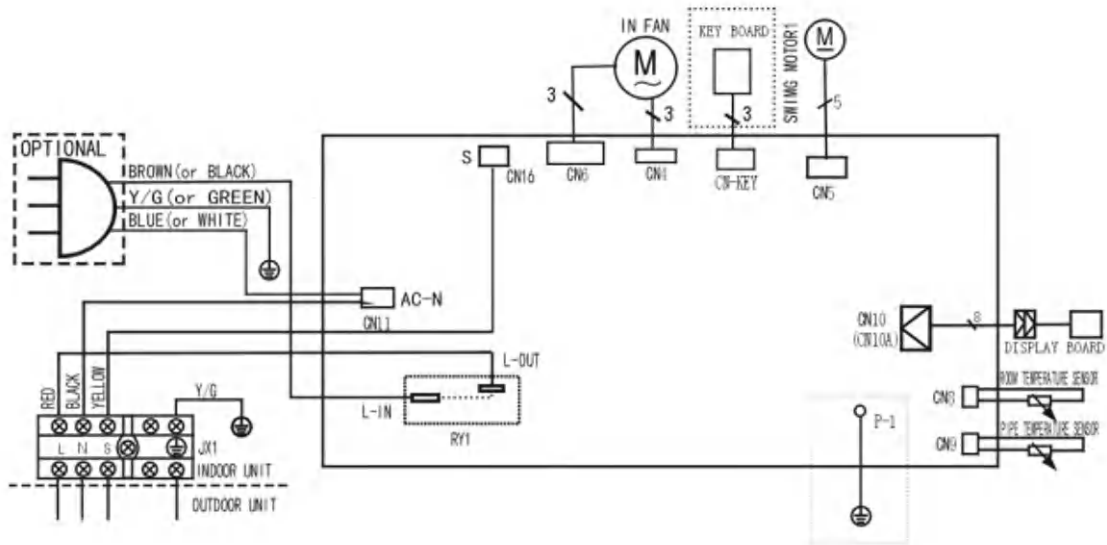 IN FAN
M
KEY BOARD
M
SWIMG MOTOR1
3
3
3
5
OPTIONAL
BROWN(or BLACK)
Y/G(or GREEN)
BLUE(or WHITE)
S
CN16
CN6
CN4
CN-KEY
CN5
AC-N
CN11
CN10
(CN10A)
8
DISPLAY BOARD
L-OUT
L-IN
RY1
RED
BLACK
YELLOW
Y/G
ROOM TEMPERATURE SENSOR
CN8
P-1
PIPE TEMPERATURE SENSOR
CN9
L N S
JX1
INDOOR UNIT
OUTDOOR UNIT